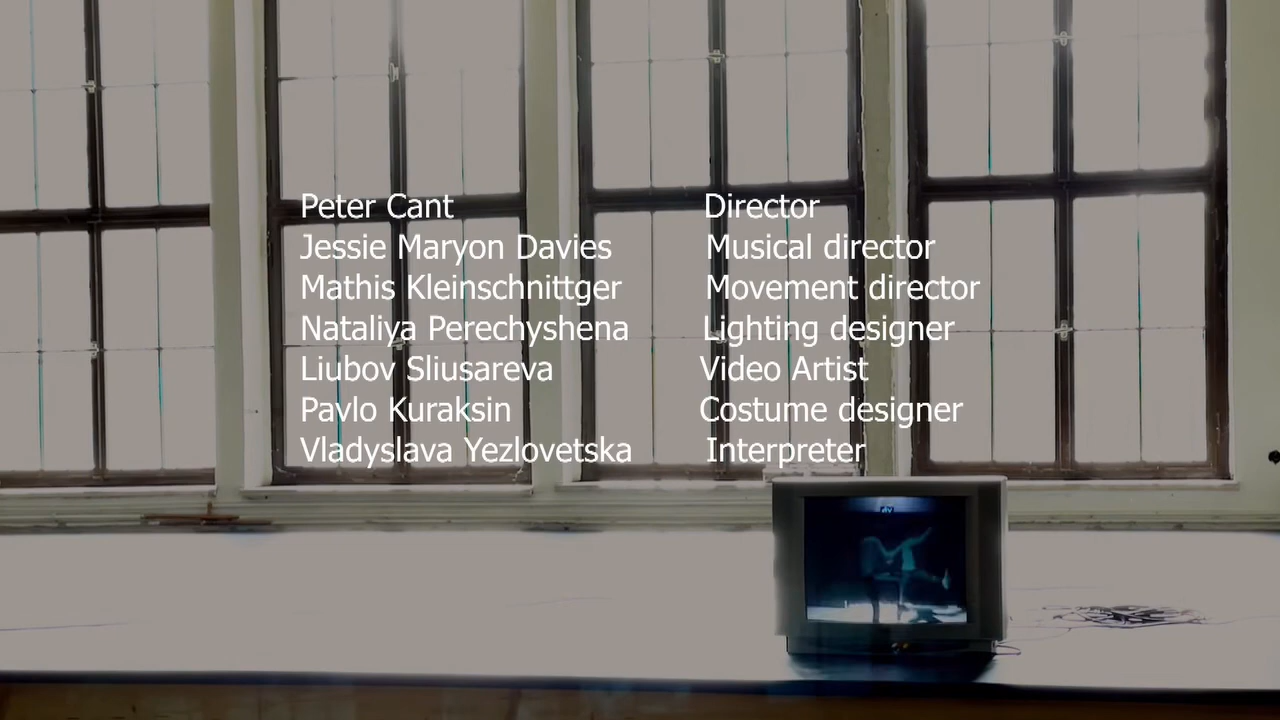 Peter Cant Director
Jessie Maryon Davies Musical director
Mathis Kleinschnittger Movement director
Nataliya Perechyshena Lighting designer
Liubov Sliusareva Video Artist
Pavlo Kuraksin Costume designer
Vladyslava Yezlovetska Interpreter